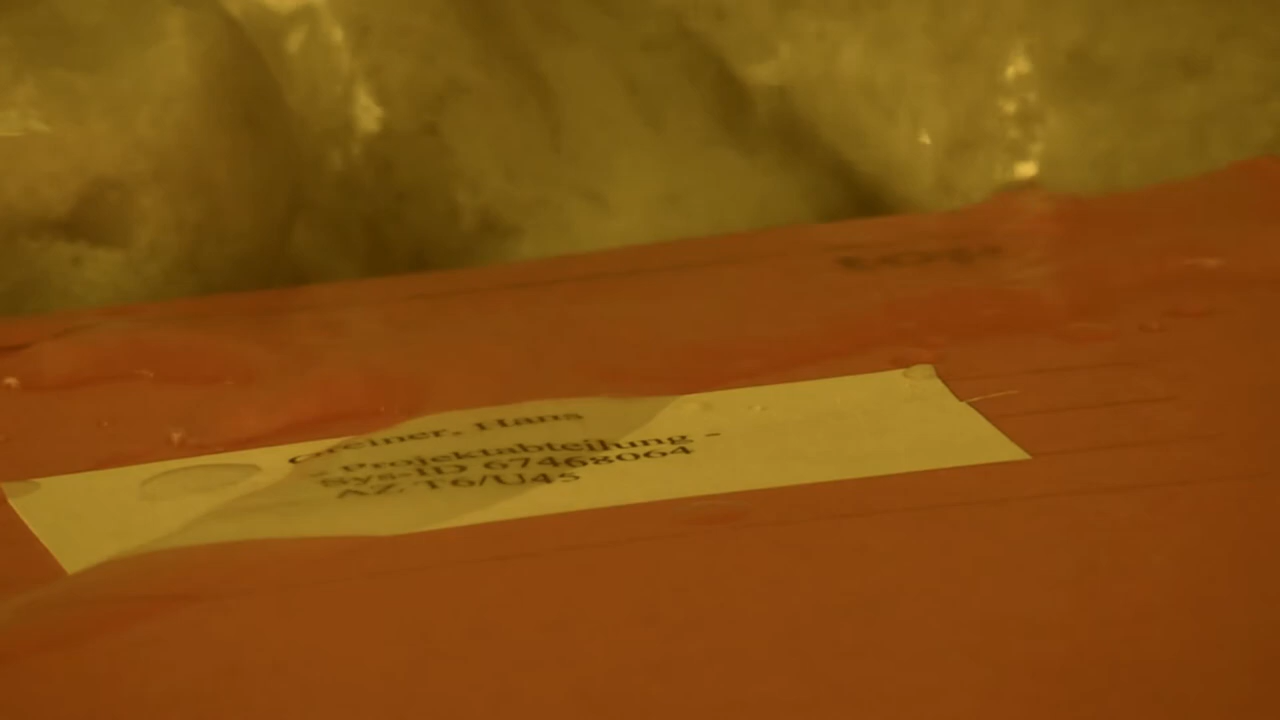 Greiner, Hans
- Projektabteilung -
Sys-ID 67468064
AZ T6/U45